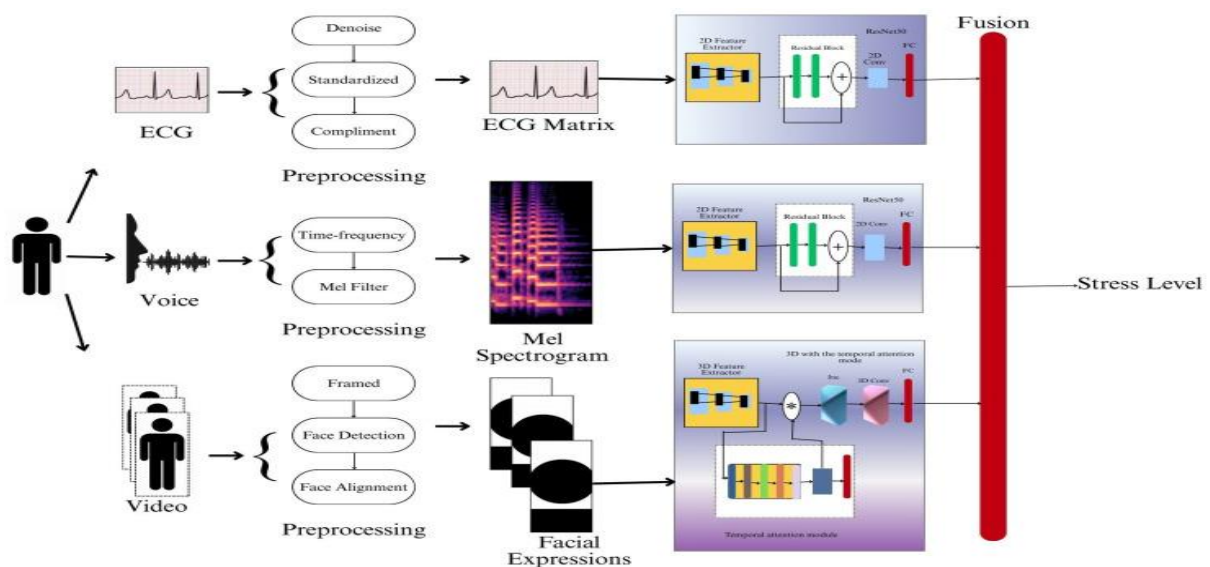 Denoise
Standardized
Compliment
ECG
Preprocessing
ECG Matrix
2D Feature
Extractor
Residual Block
ResNet50
2D
Conv
FC
Fusion
Time-frequency
Mel Filter
Voice
Preprocessing
Mel
Spectrogram
2D Feature
Extractor
Residual Block
ResNet50
2D Conv
FC
Stress Level
Framed
Face Detection
Face Alignment
Video
Preprocessing
Facial
Expressions
3D with the temporal attention
mode
3D Feature
Extractor
3D Conv
FC
Temporal attention module